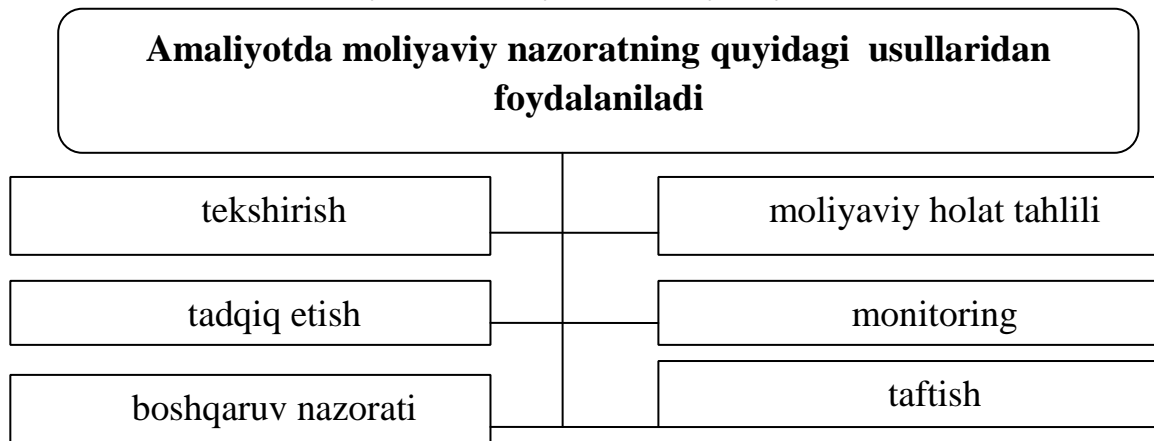 Amaliyotda moliyaviy nazoratning quyidagi usullaridan
foydalaniladi
tekshirish
moliyaviy holat tahlili
tadqiq etish
monitoring
boshqaruv nazorati
taftish